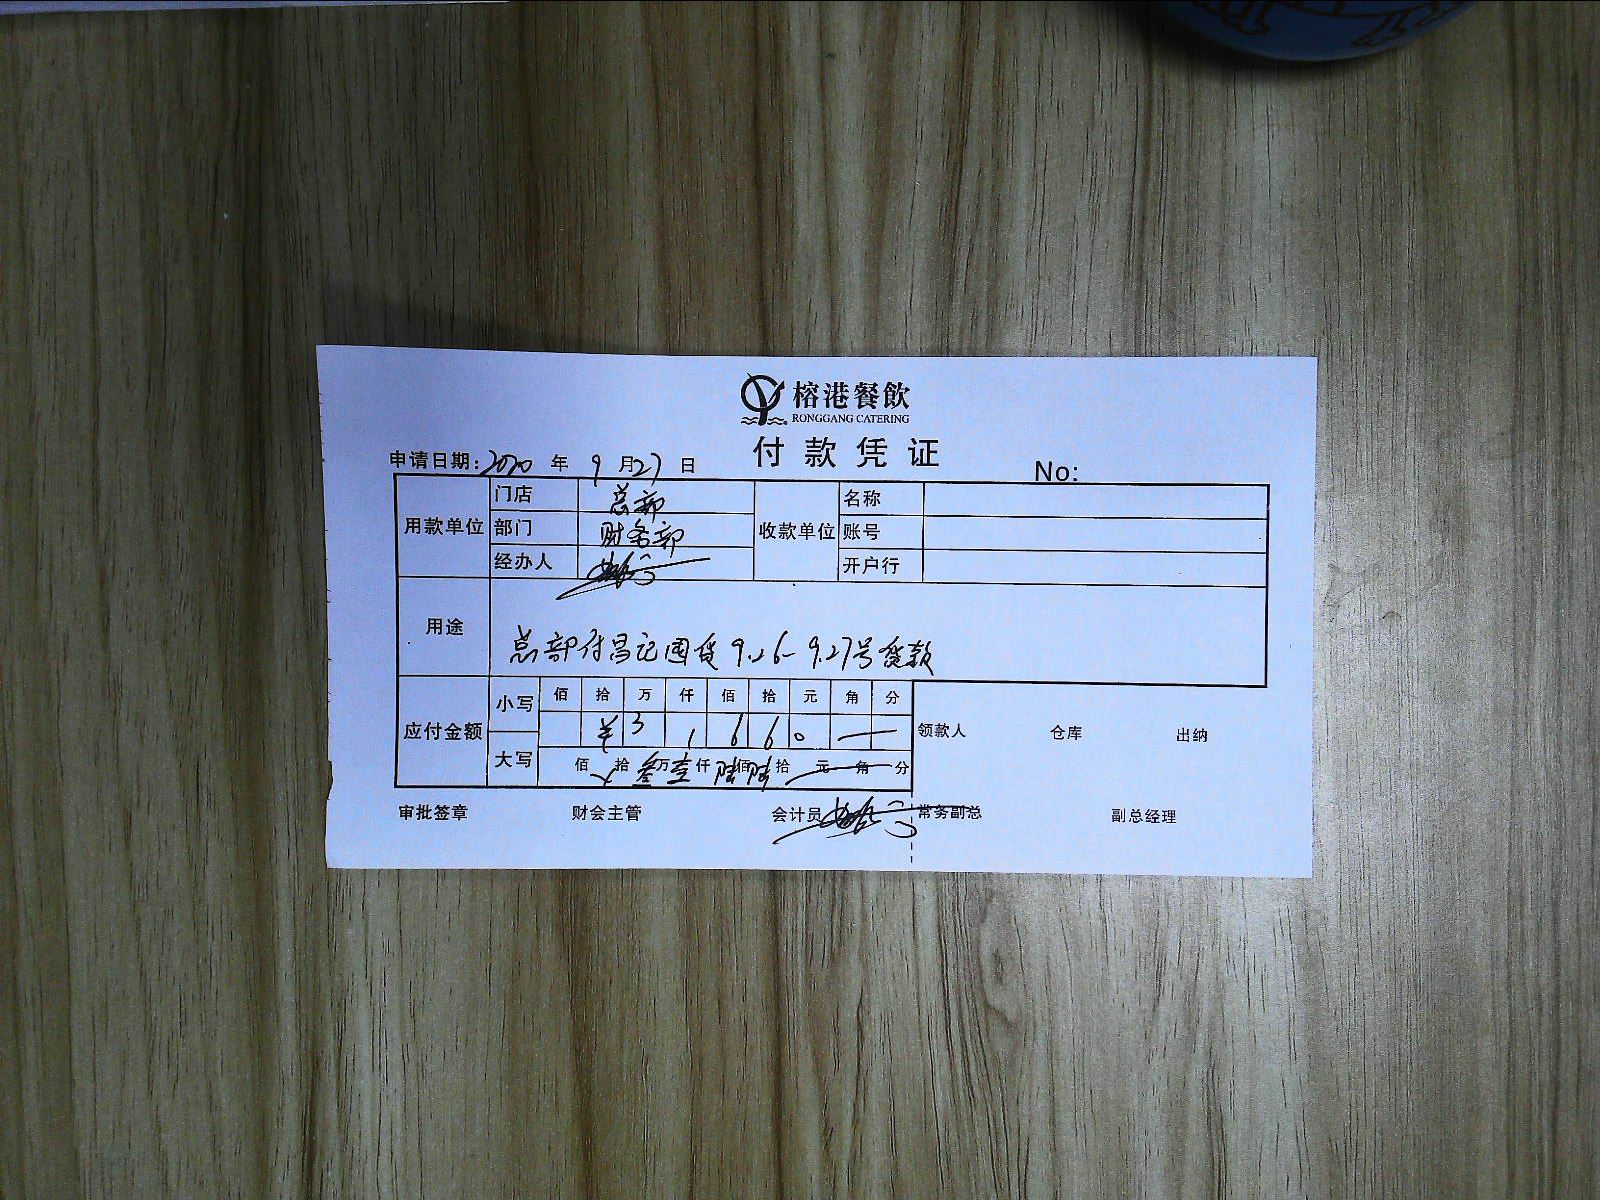 榕港餐飲
RONGGANG CATERING
付款凭证
申请日期:2020 年 9 月 27 日 No:
用款单位 门店 总部 收款单位 名称
部门 财务部 账号
经办人 开户行
用途 总部付昌记国货9.26-9.27号货款
应付金额 小写 佰 拾 万 仟 佰 拾 元 角 分
¥ 3 1 6 6 0 —
领款人 仓库 出纳
大写 佰 拾 叁万 壹仟 陆佰 陆拾 元 角 分
审批签章 财会主管 会计员 常务副总 副总经理